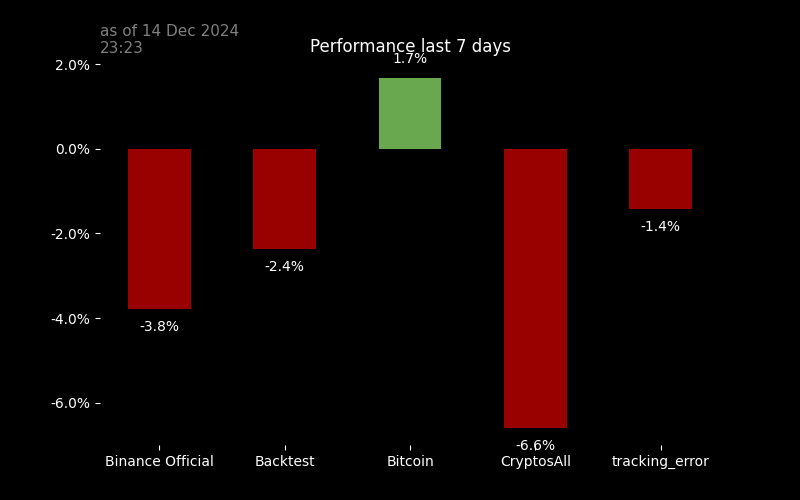 as of 14 Dec 2024
23:23
Performance last 7 days
1.7%
2.0%
0.0%
-2.0%
-4.0%
-6.0%
-3.8%
-2.4%
-6.6%
-1.4%
Binance Official
Backtest
Bitcoin
CryptosAll
tracking_error